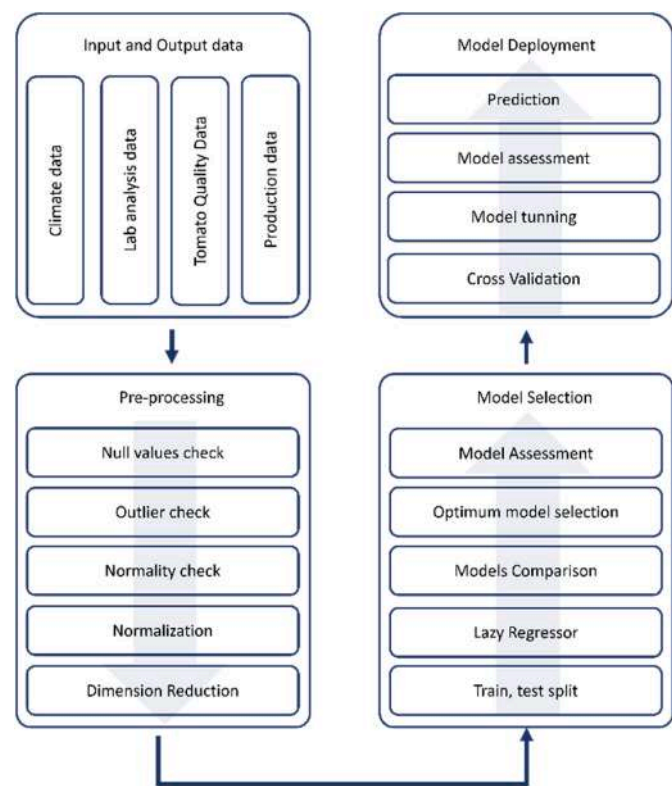 Input and Output data
Climate data
Lab analysis data
Tomato Quality Data
Production data
Pre-processing
Null values check
Outlier check
Normality check
Normalization
Dimension Reduction
Model Deployment
Prediction
Model assessment
Model tunning
Cross Validation
Model Selection
Model Assessment
Optimum model selection
Models Comparison
Lazy Regressor
Train, test split